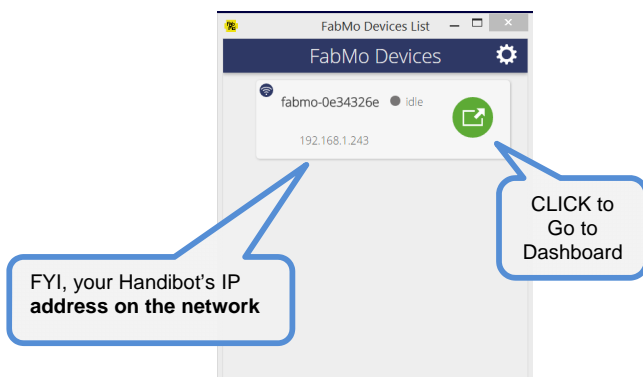 FabMo Devices List
FabMo Devices
fabmo-0e34326e Idle
192.168.1.243
CLICK to
Go to
Dashboard
FYI, your Handibot's IP
address on the network